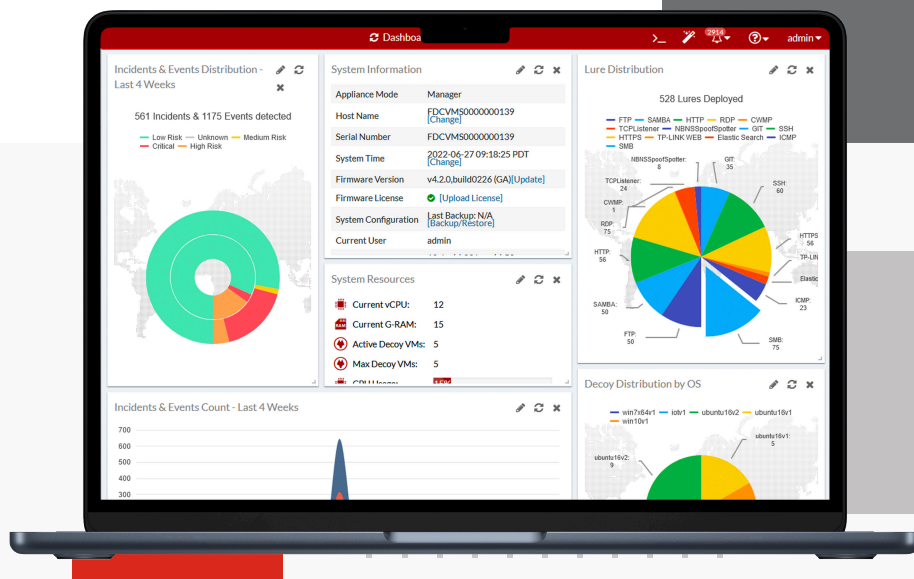 Dashboa
2914
admin
Incidents & Events Distribution -
Last 4 Weeks
561 Incidents & 1175 Events detected
Low Risk Unknown Medium Risk
Critical High Risk
System Information
Appliance Mode Manager
Host Name FDCVMS0000000139
[Change]
Serial Number FDCVMS0000000139
System Time 2022-06-27 09:18:25 PDT
[Change]
Firmware Version v4.2.0,build0226 (GA)[Update]
Firmware License [Upload License]
System Configuration Last Backup: N/A
[Backup/Restore]
Current User admin
System Resources
Current vCPU: 12
RAM
Current G-RAM: 15
Active Decoy VMs: 5
Max Decoy VMs: 5
CPU Usage:
Lure Distribution
528 Lures Deployed
FTP SAMBA HTTP RDP CWMP
TCPListener NBNSSpoofSpotter GIT SSH
HTTPS TP-LINK WEB Elastic Search ICMP
SMB
NBNSSpoofSpotter:
8
GIT:
35
TCPListener:
24
SSH:
60
CWMP:
1
RDP:
75
HTTPS
56
HTTP:
56
TP-LIN
Elastic
SAMBA:
50
ICMP:
23
FTP:
50
SMB:
75
Incidents & Events Count - Last 4 Weeks
700
600
500
400
300
Decoy Distribution by OS
win7x64v1 iotv1 ubuntu16v2 ubuntu16v1
win10v1
ubuntu16v1:
5
ubuntu16v2:
9